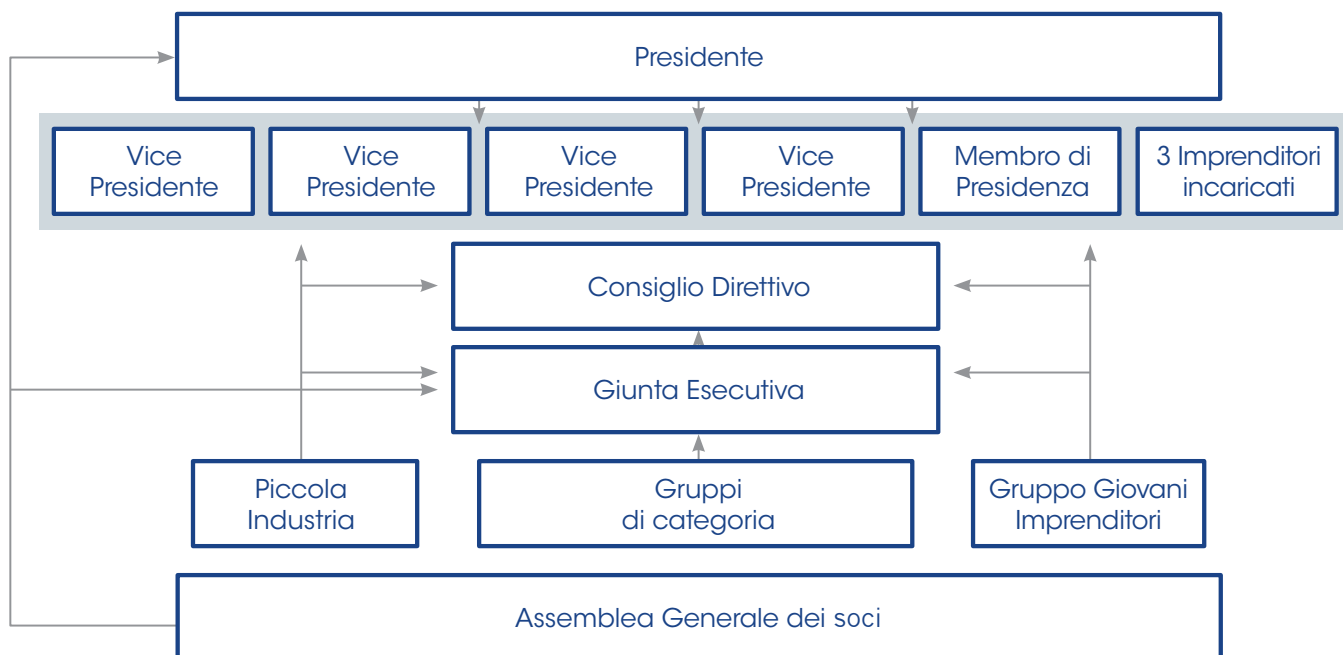 Presidente
Vice
Presidente
Vice
Presidente
Vice
Presidente
Vice
Presidente
Membro di
Presidenza
3 Imprenditori
incaricati
Consiglio Direttivo
Giunta Esecutiva
Piccola
Industria
Gruppi
di categoria
Gruppo Giovani
Imprenditori
Assemblea Generale dei soci